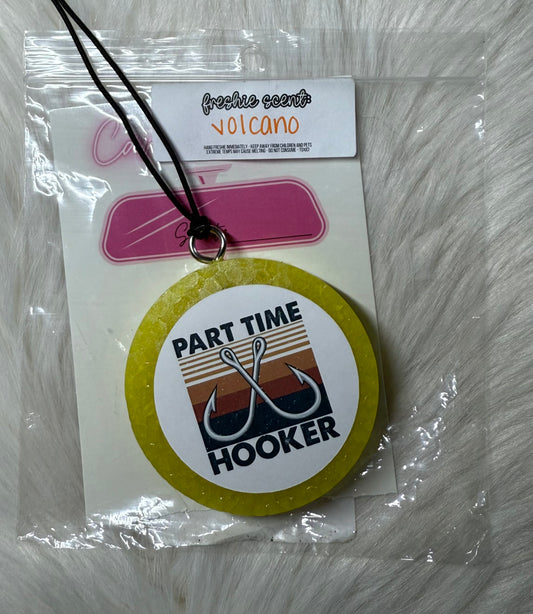 freshie scent:
volcano
HANG FRESHIE IMMEDIATELY - KEEP AWAY FROM CHILDREN AND PETS
EXTREME TEMPS MAY CAUSE MELTING - DO NOT CONSUME - TOXIC!
PART TIME
HOOKER